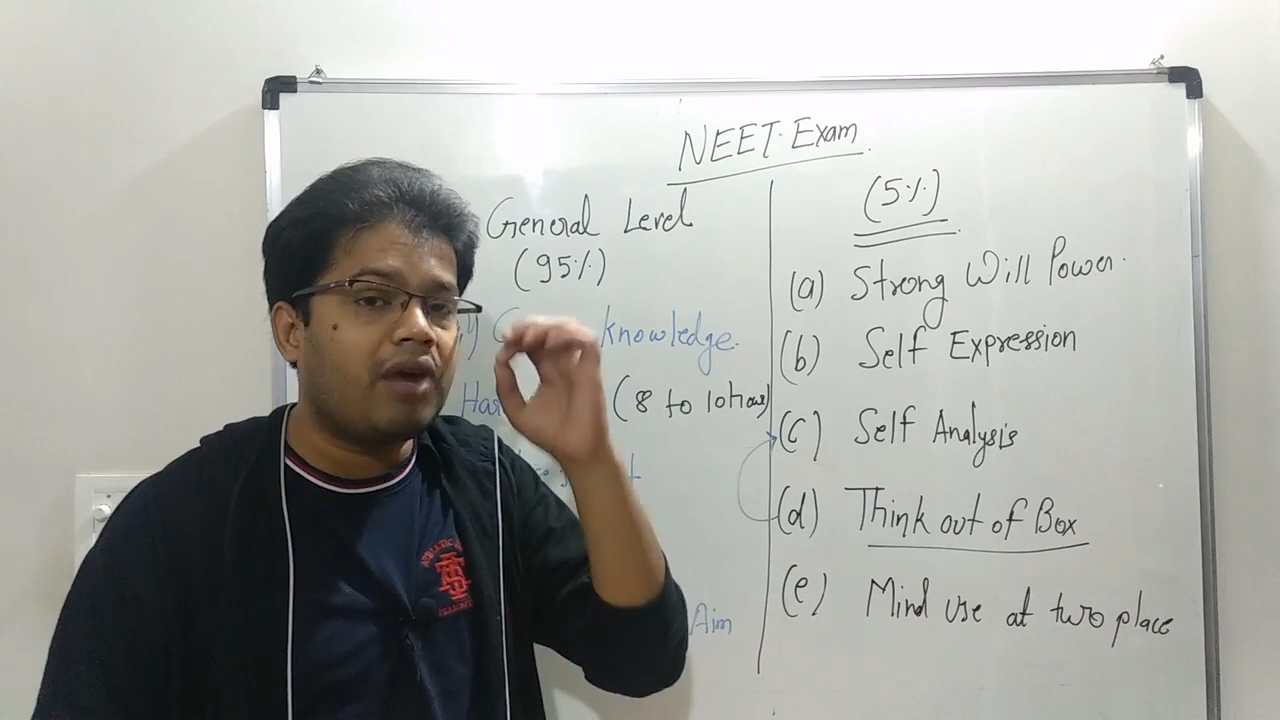 NEET Exam
General Level
(95%)
knowledge.
(8 to 10 hour)
Aim
(5%)
(a) Strong Will Power.
(b) Self Expression
(c) Self Analysis
(d) Think out of Box
(e) Mind use at two place